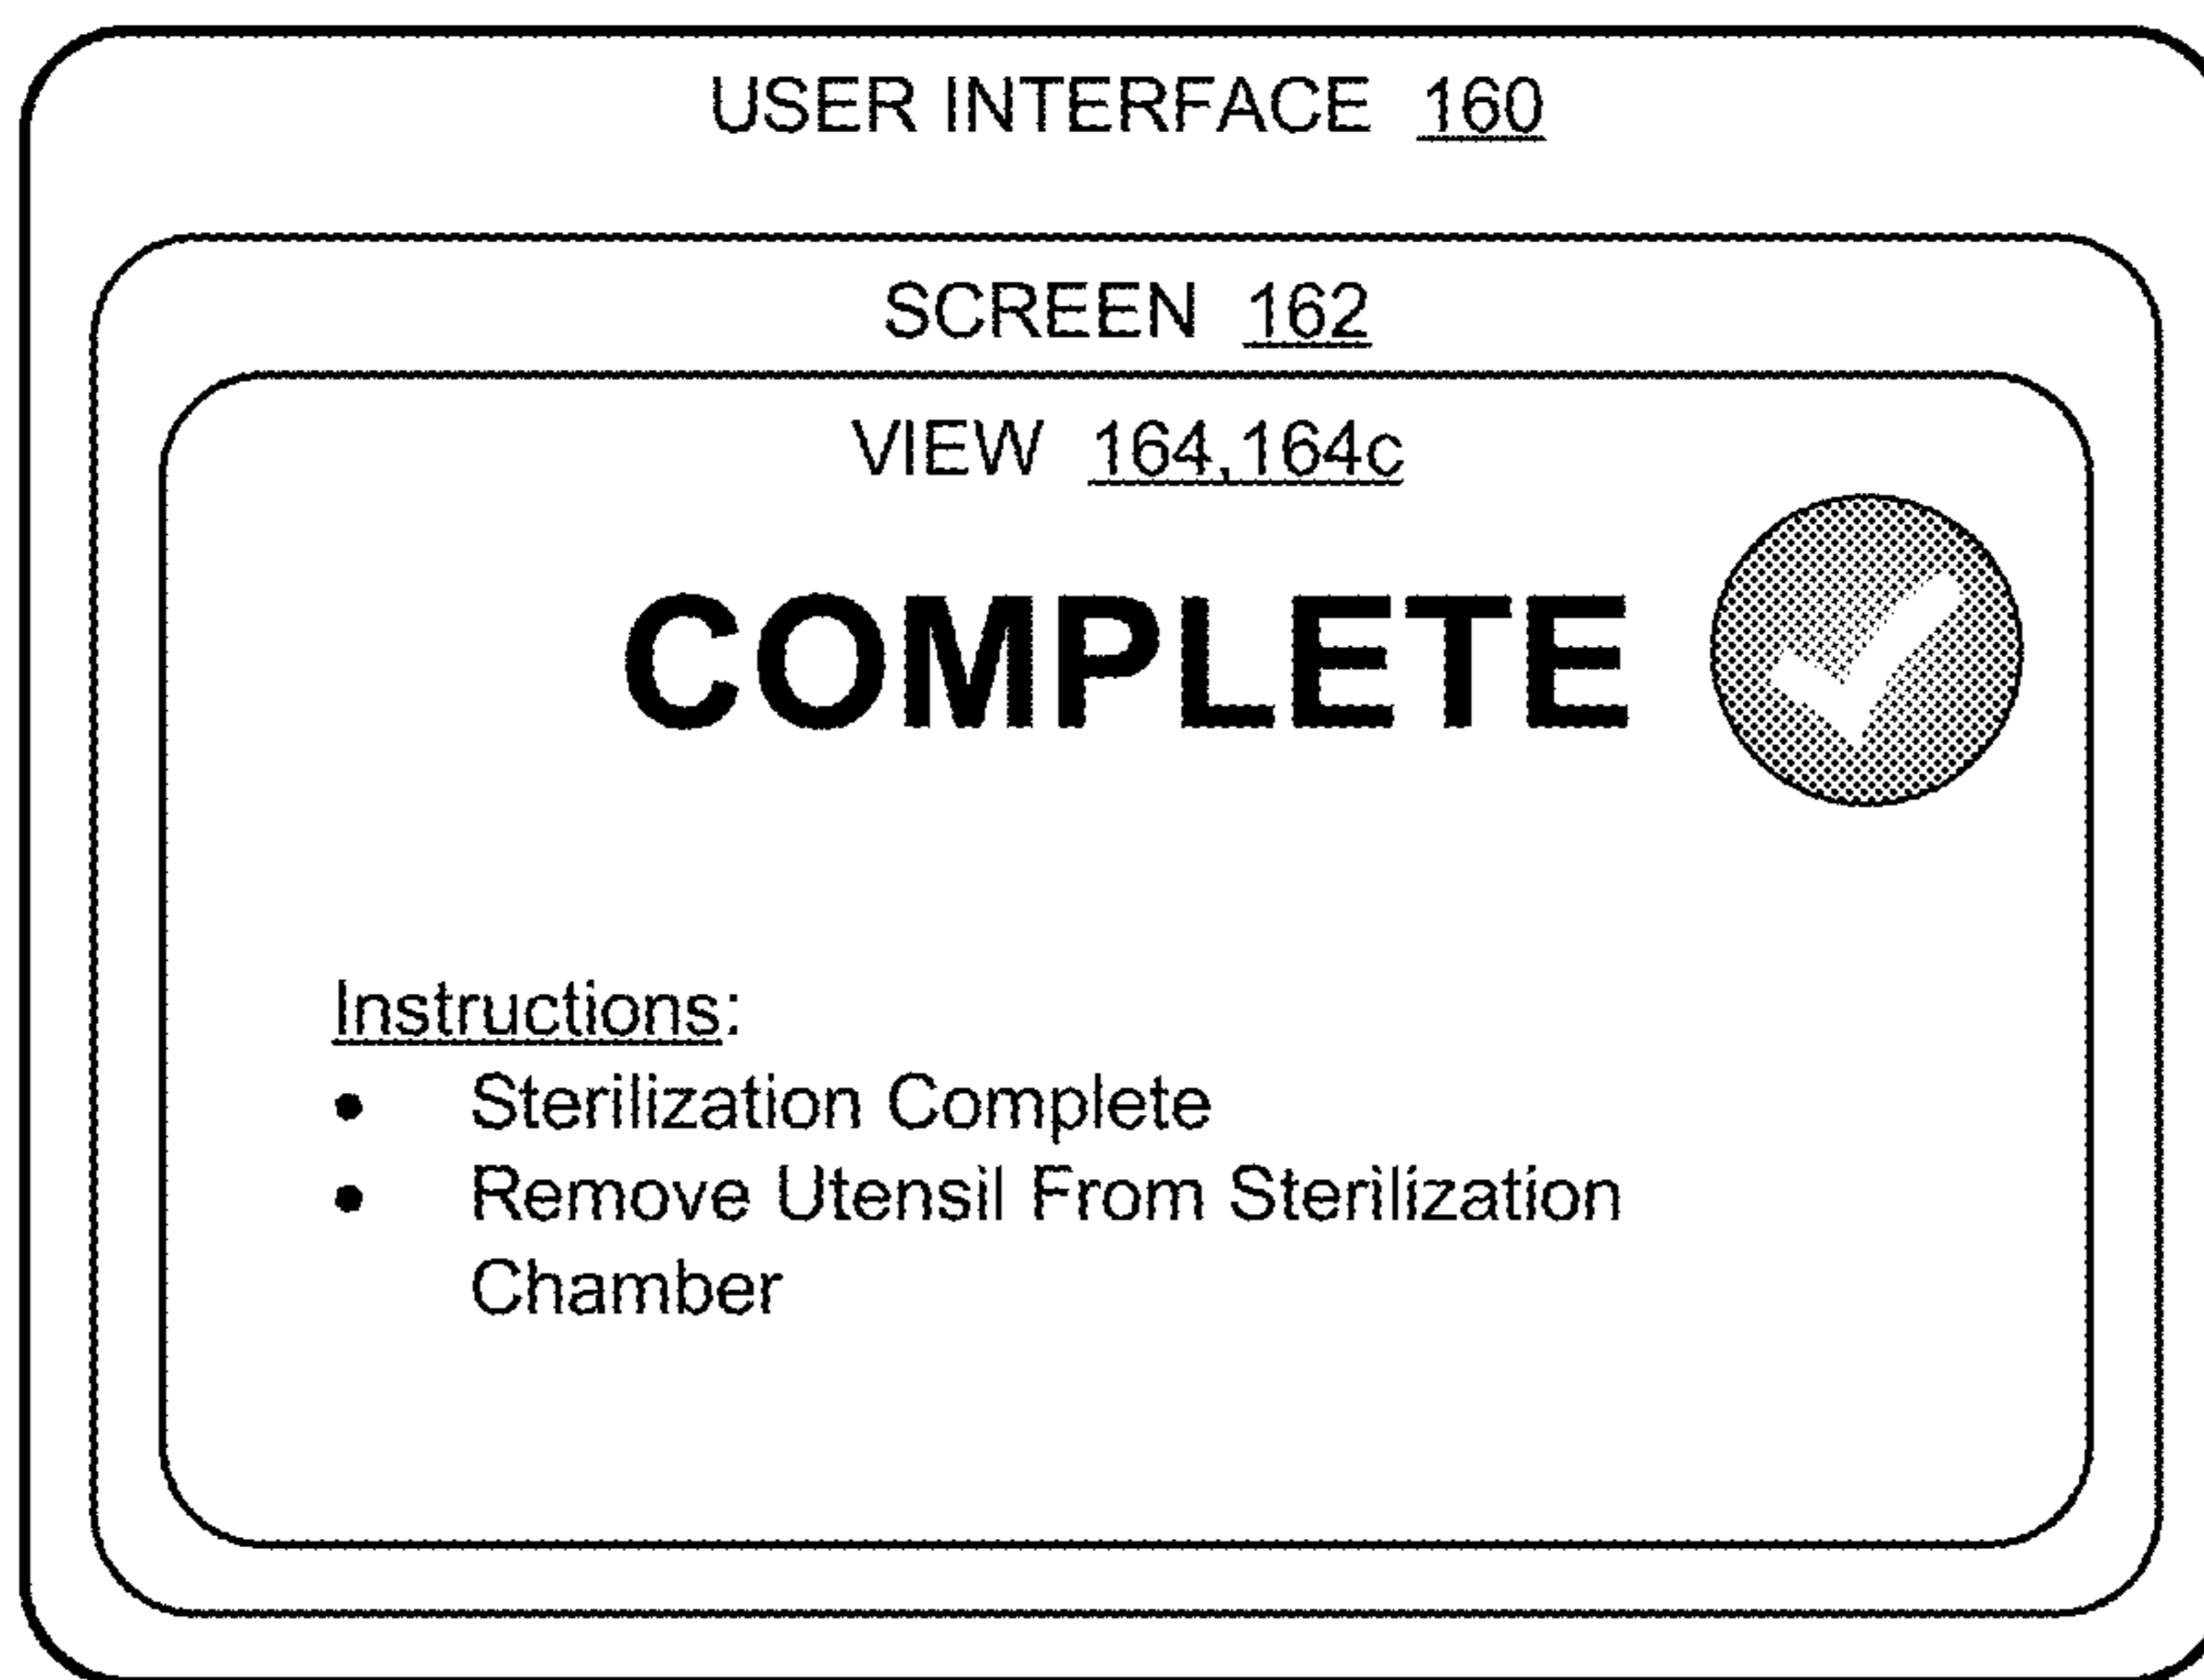 USER INTERFACE 160
SCREEN 162
VIEW 164,164c
COMPLETE
Instructions:
• Sterilization Complete
• Remove Utensil From Sterilization
Chamber